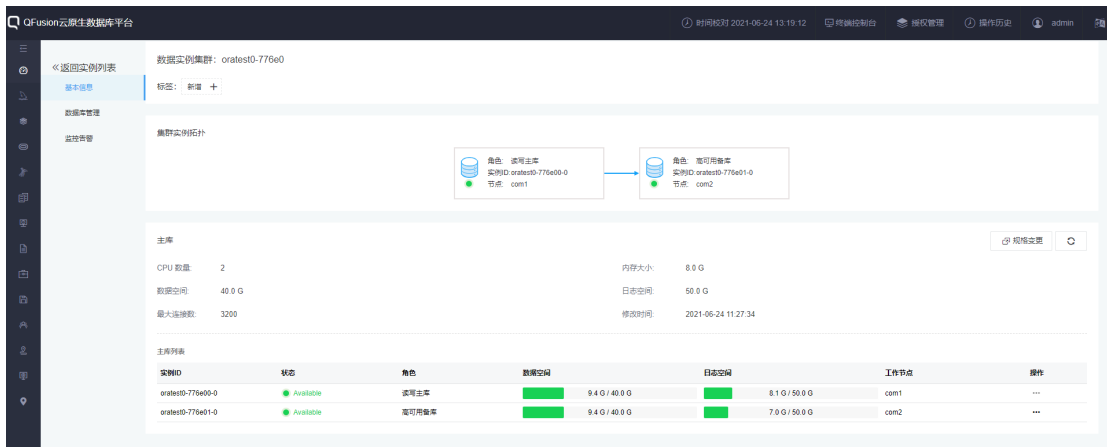 QFusion云原生数据库平台
时间校对 2021-06-24 13:19:12 终端控制台 授权管理 操作历史 admin
返回实例列表
基本信息
数据库管理
监控告警
数据实例集群：oratest0-776e0
标签： 新增 +
集群实例拓扑
角色: 读写主库
实例ID:oratest0-776e00-0
节点: com1
角色: 高可用备库
实例ID:oratest0-776e01-0
节点: com2
主库
规格变更
CPU 数量: 2 内存大小: 8.0 G
数据空间: 40.0 G 日志空间: 50.0 G
最大连接数: 3200 修改时间: 2021-06-24 11:27:34
主库列表
实例ID 状态 角色 数据空间 日志空间 工作节点 操作
oratest0-776e00-0 Available 读写主库 9.4 G / 40.0 G 8.1 G / 50.0 G com1 ···
oratest0-776e01-0 Available 高可用备库 9.4 G / 40.0 G 7.0 G / 50.0 G com2 ···